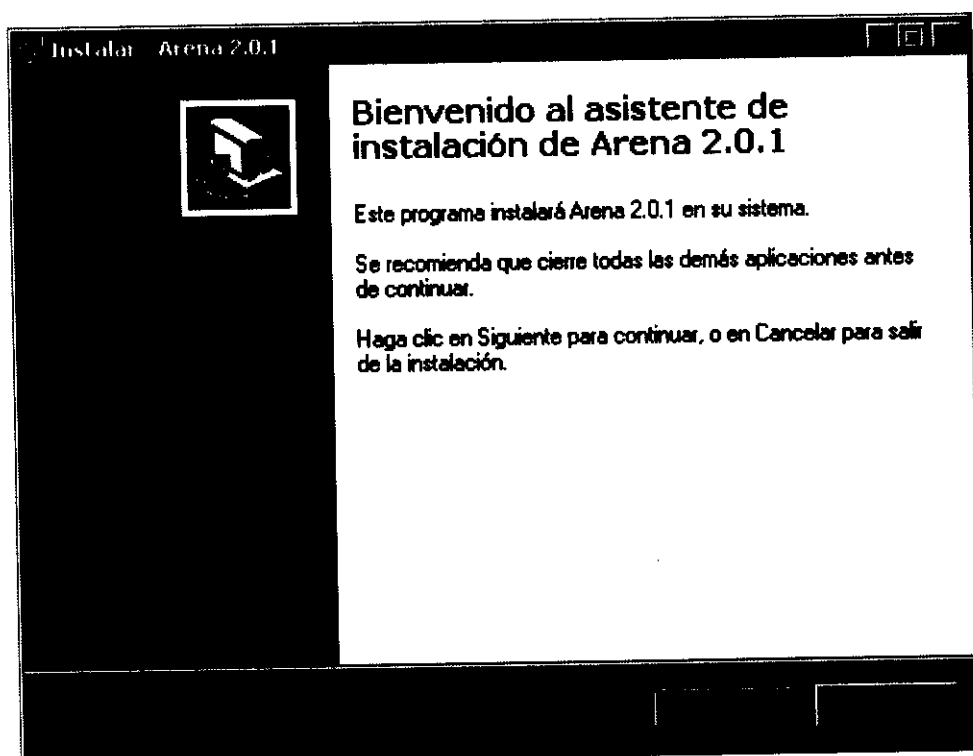 Instalar Arena 2.0.1
Bienvenido al asistente de
instalación de Arena 2.0.1
Este programa instalará Arena 2.0.1 en su sistema.
Se recomienda que cierre todas las demás aplicaciones antes
de continuar.
Haga clic en Siguiente para continuar, o en Cancelar para salir
de la instalación.